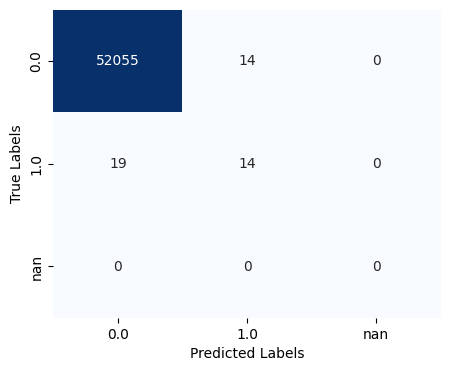 0.0
52055 14 0
True Labels
1.0
19 14 0
nan
0 0 0
0.0 1.0 nan
Predicted Labels